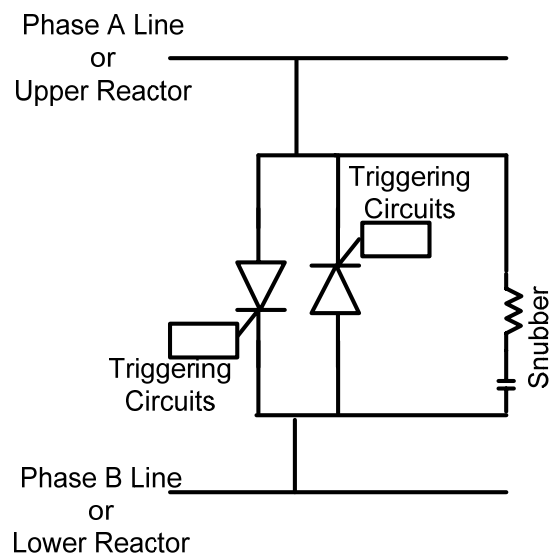 Phase A Line
or
Upper Reactor
Triggering
Circuits
Triggering
Circuits
Snubber
Phase B Line
or
Lower Reactor